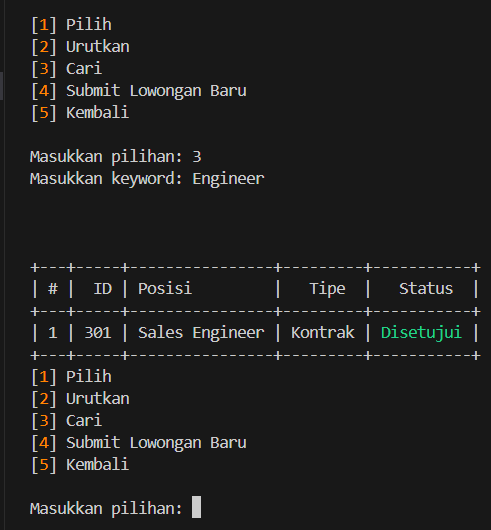 [1] Pilih
[2] Urutkan
[3] Cari
[4] Submit Lowongan Baru
[5] Kembali
Masukkan pilihan: 3
Masukkan keyword: Engineer
+---+-----+----------------+---------+-----------+
| # |  ID | Posisi         |   Tipe  |   Status  |
+---+-----+----------------+---------+-----------+
| 1 | 301 | Sales Engineer | Kontrak | Disetujui |
+---+-----+----------------+---------+-----------+
[1] Pilih
[2] Urutkan
[3] Cari
[4] Submit Lowongan Baru
[5] Kembali
Masukkan pilihan: